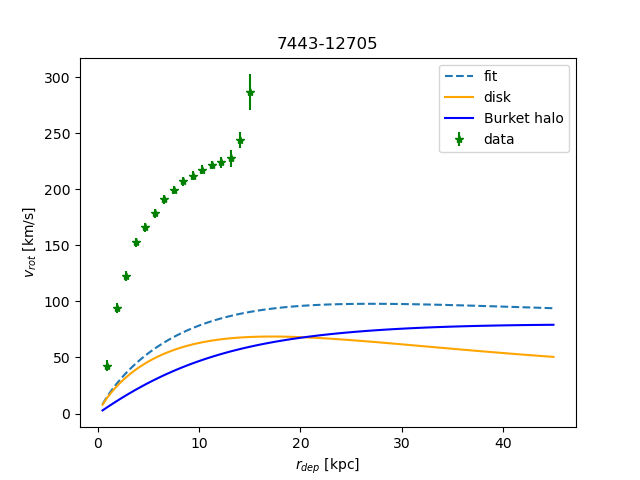 7443-12705
300
250
200
150
100
50
0
v_rot [km/s]
fit
disk
Burket halo
data
0 10 20 30 40
r_dep [kpc]